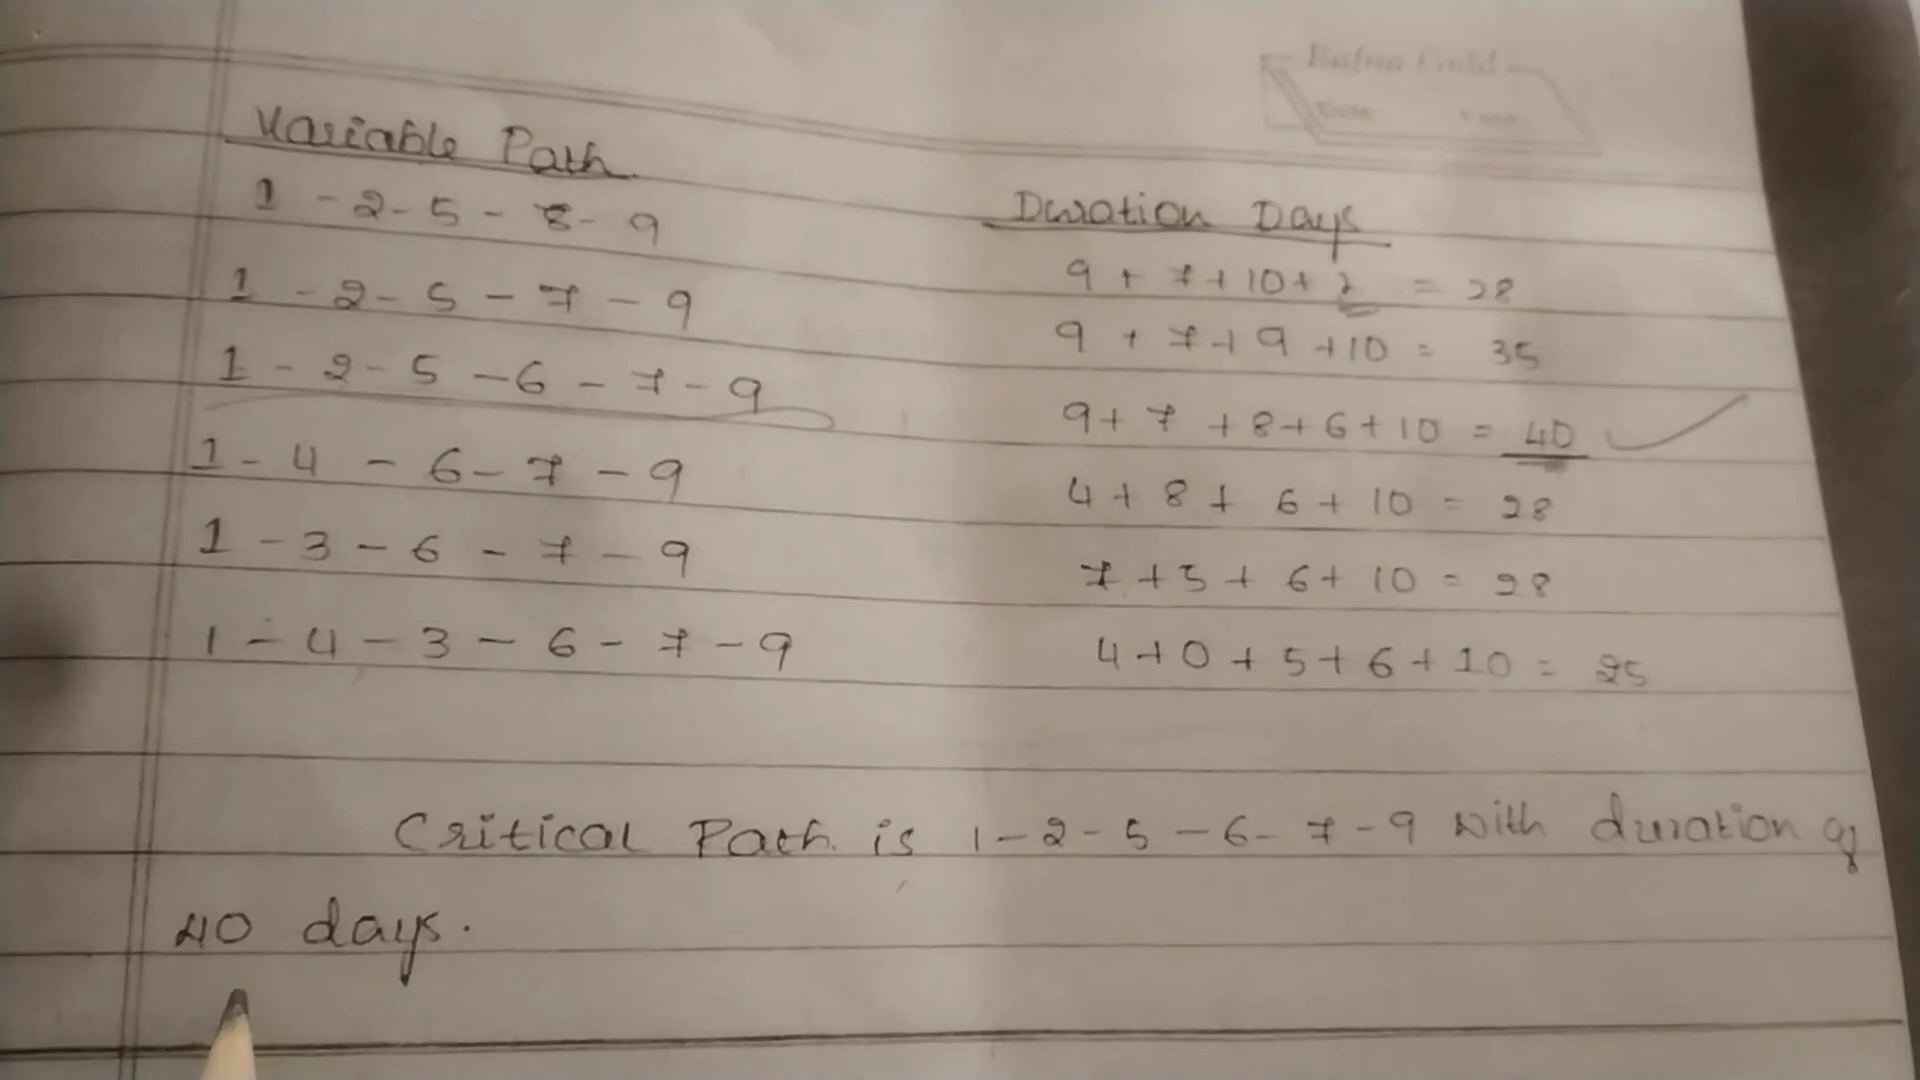 Bafna Gold
Date:
Variable Path
Duration Days
1 - 2 - 5 - 8 - 9
9 + 7 + 10 + 2 = 28
1 - 2 - 5 - 7 - 9
9 + 7 + 9 + 10 = 35
1 - 2 - 5 - 6 - 7 - 9
9 + 7 + 8 + 6 + 10 = 40 ✓
1 - 4 - 6 - 7 - 9
4 + 8 + 6 + 10 = 28
1 - 3 - 6 - 7 - 9
7 + 5 + 6 + 10 = 28
1 - 4 - 3 - 6 - 7 - 9
4 + 0 + 5 + 6 + 10 = 25
Critical Path is 1 - 2 - 5 - 6 - 7 - 9 with duration of
40 days.